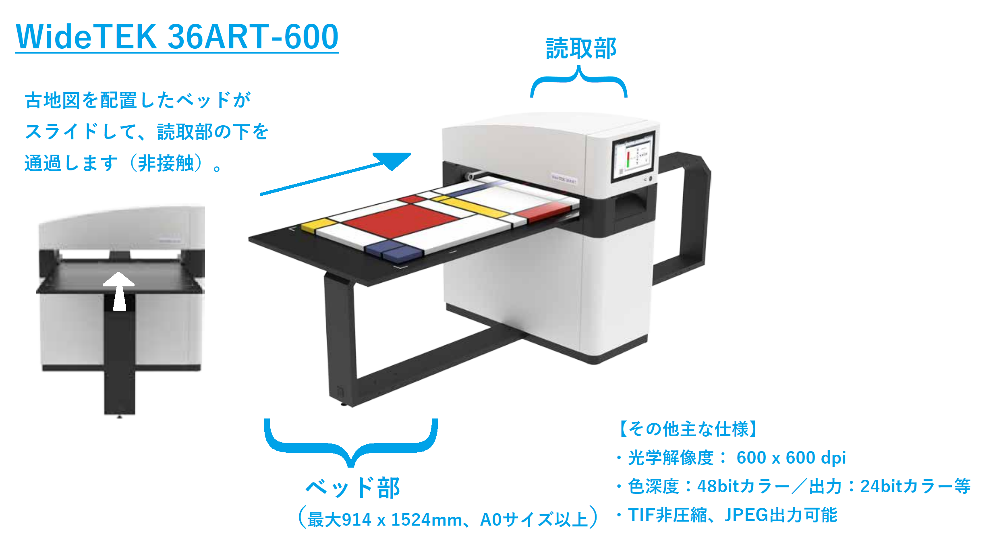 WideTEK 36ART-600
読取部
古地図を配置したベッドが
スライドして、読取部の下を
通過します（非接触）。
ベッド部
（最大914 x 1524mm、A0サイズ以上）
【その他主な仕様】
・光学解像度： 600 x 600 dpi
・色深度：48bitカラー／出力：24bitカラー等
・TIF非圧縮、JPEG出力可能